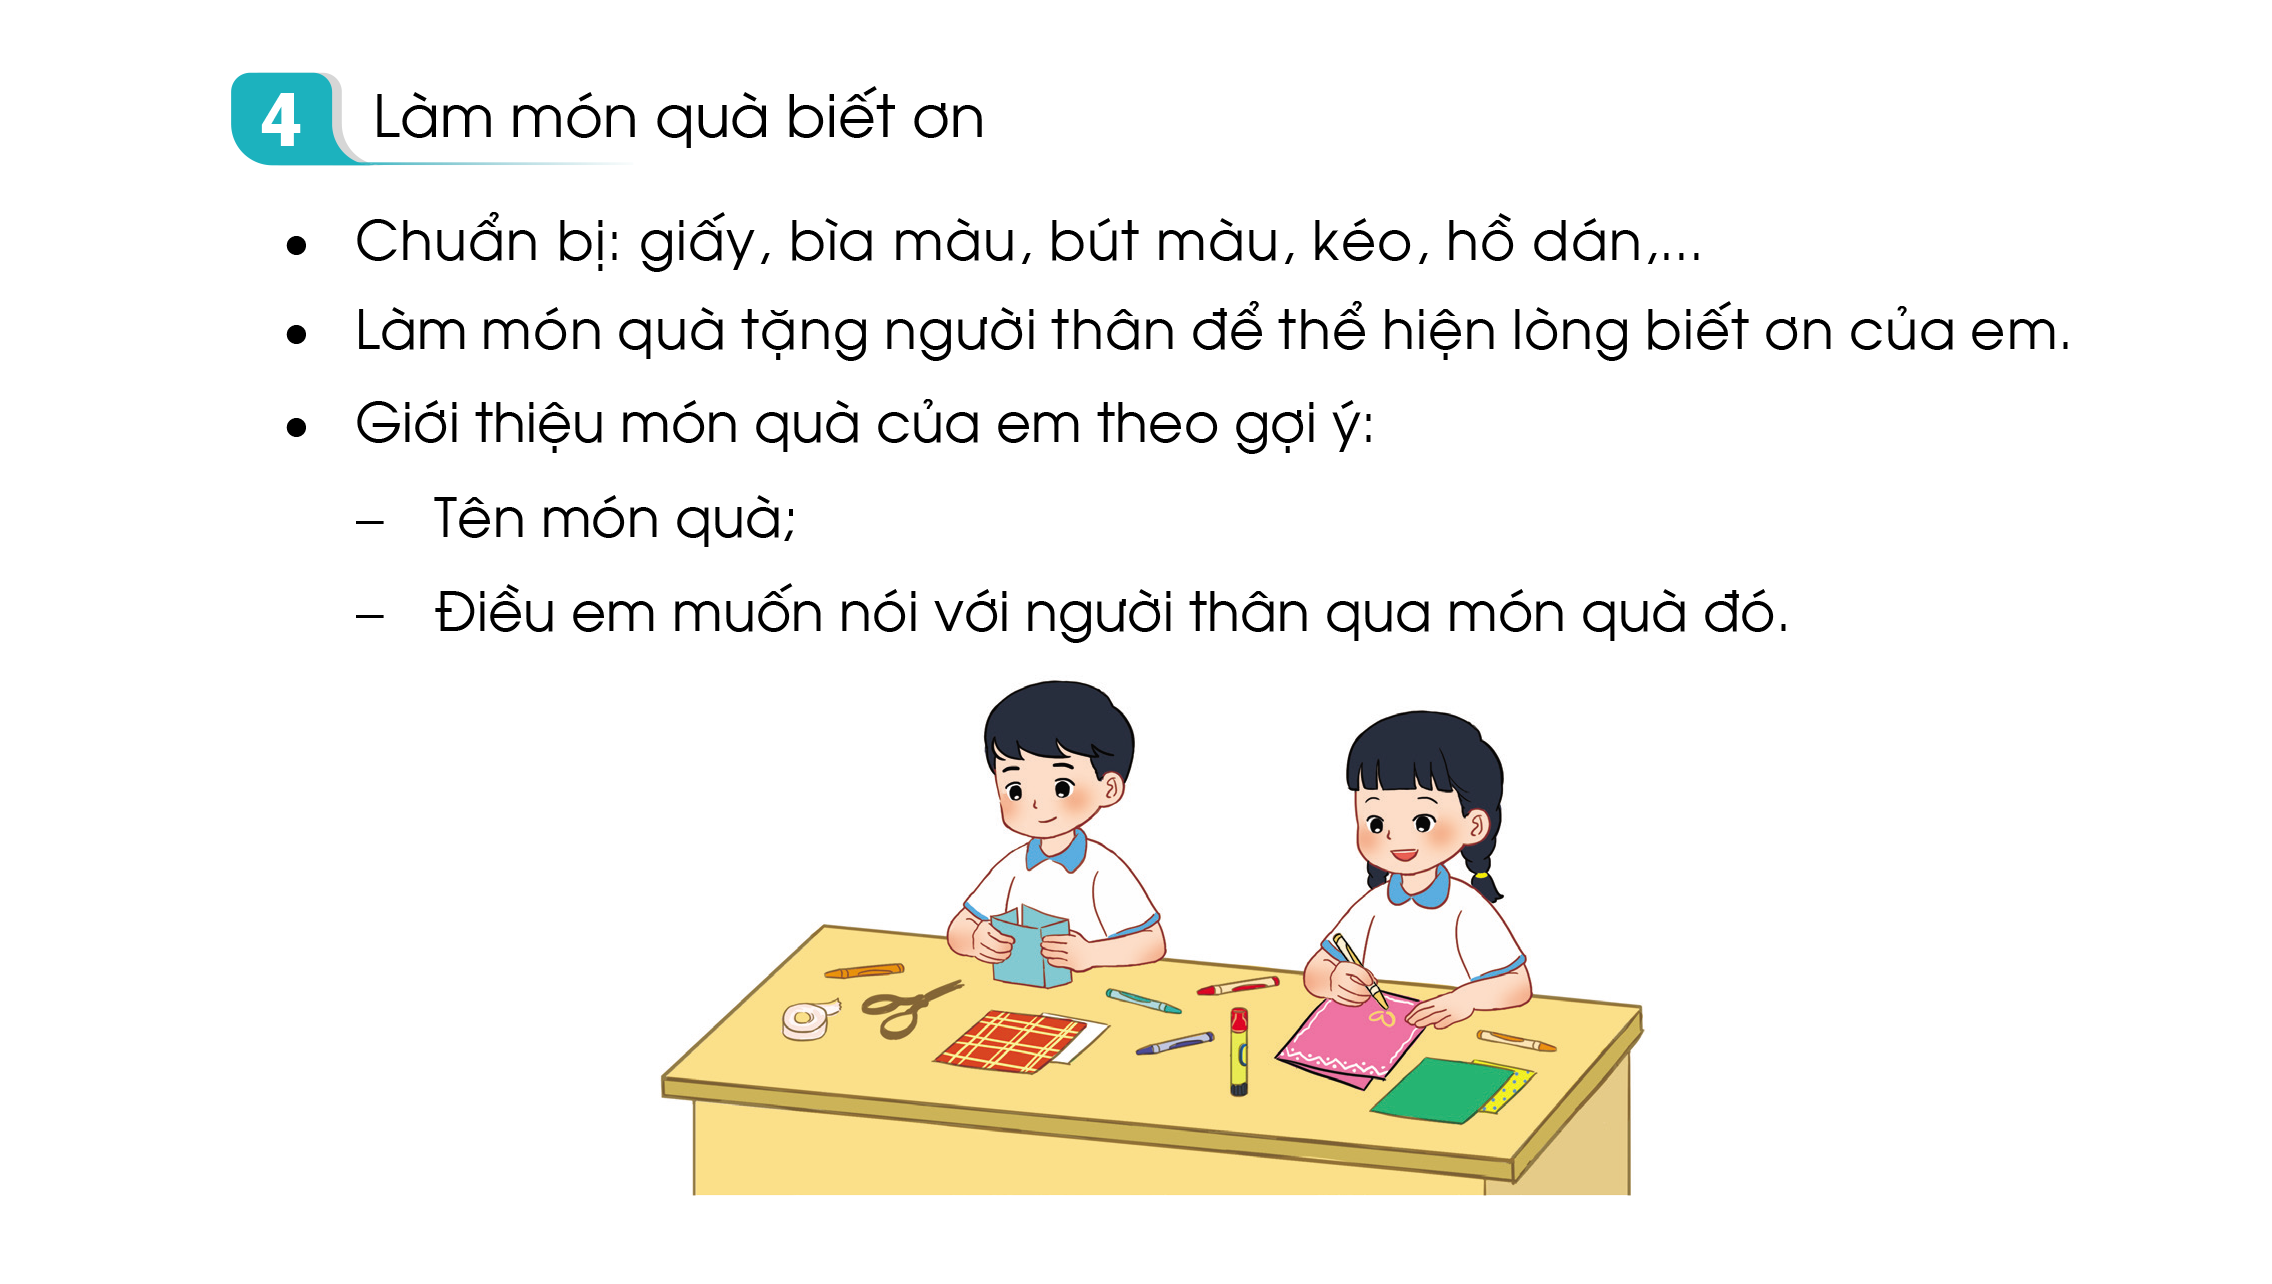 4 Làm món quà biết ơn
• Chuẩn bị: giấy, bìa màu, bút màu, kéo, hồ dán,...
• Làm món quà tặng người thân để thể hiện lòng biết ơn của em.
• Giới thiệu món quà của em theo gợi ý:
– Tên món quà;
– Điều em muốn nói với người thân qua món quà đó.